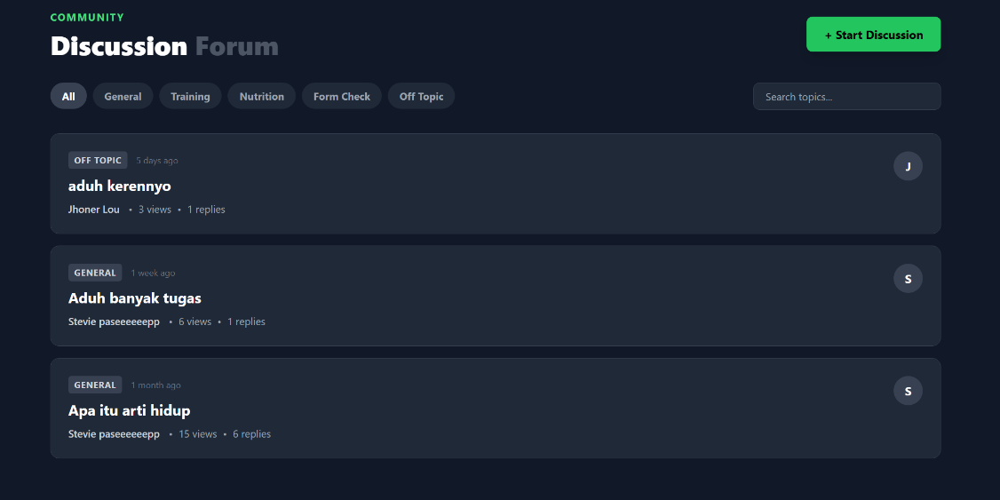 COMMUNITY
Discussion Forum
+ Start Discussion
All General Training Nutrition Form Check Off Topic
Search topics...
OFF TOPIC 5 days ago
J
aduh kerennyo
Jhoner Lou • 3 views • 1 replies
GENERAL 1 week ago
S
Aduh banyak tugas
Stevie paseeeeeepp • 6 views • 1 replies
GENERAL 1 month ago
S
Apa itu arti hidup
Stevie paseeeeeepp • 15 views • 6 replies